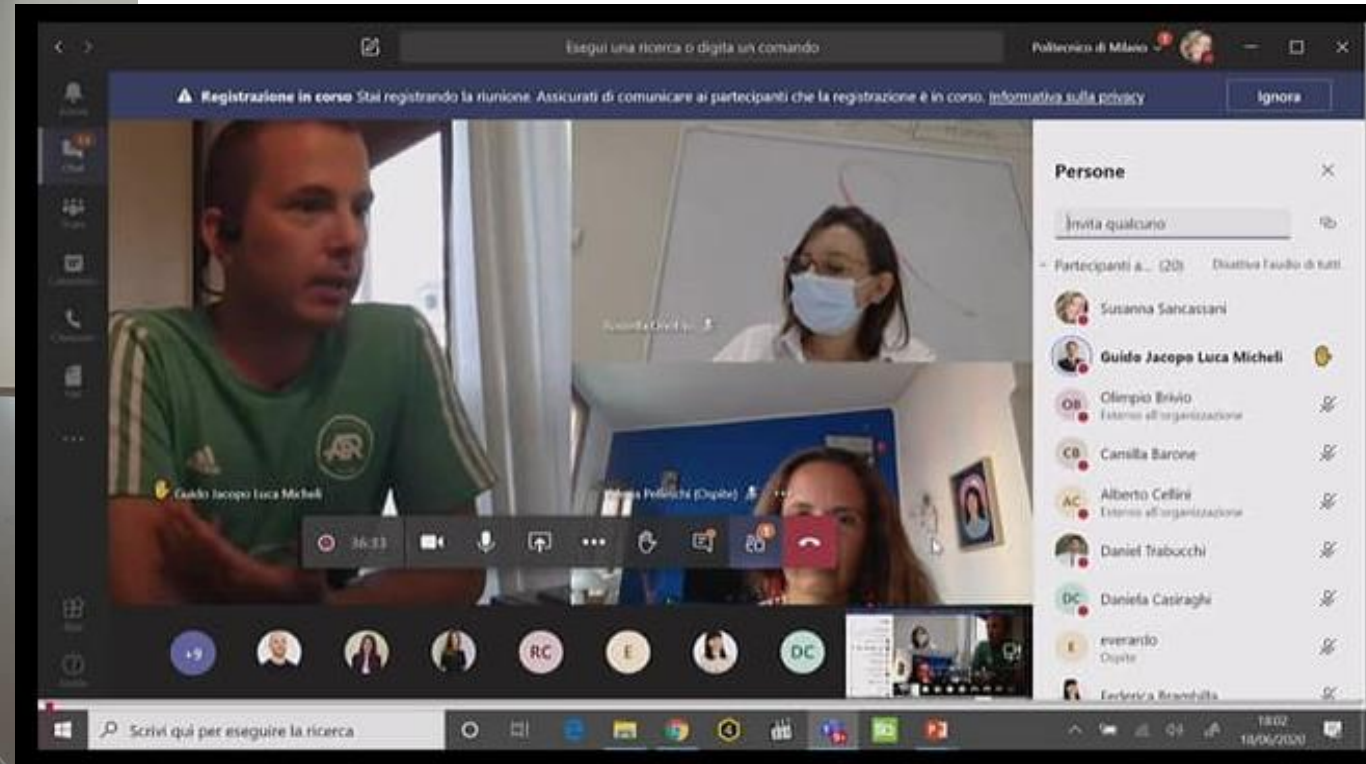 Esegui una ricerca o digita un comando
Politecnico di Milano
Registrazione in corso Stai registrando la riunione. Assicurati di comunicare ai partecipanti che la registrazione è in corso. Informativa sulla privacy
Ignora
Chat
Persone
Invita qualcuno
Partecipanti a... (20) Disattiva l'audio di tutti
Susanna Sancassani
Guido Jacopo Luca Micheli
OB Olimpio Brivio
Esterno all'organizzazione
CB Camilla Barone
AC Alberto Cellini
Esterno all'organizzazione
Daniel Trabucchi
DC Daniela Casiraghi
E everardo
Ospite
Federica Brambilla
Guido Jacopo Luca Micheli
Pelleschi (Ospite)
36:33
+9
RC
E
DC
Scrivi qui per eseguire la ricerca
18:02
18/06/2020